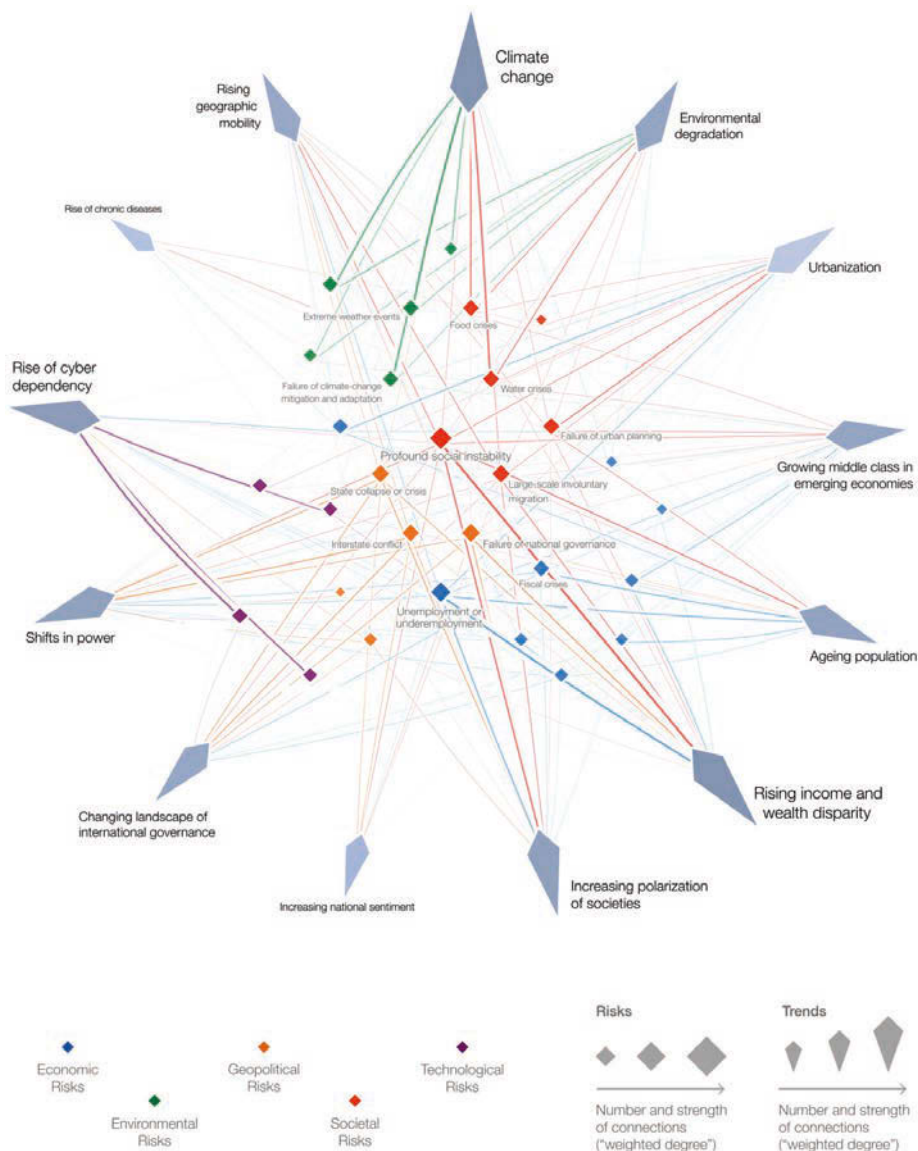 Climate
change
Rising
geographic
mobility
Environmental
degradation
Rise of chronic diseases
Urbanization
Extreme weather events
Food crises
Rise of cyber
dependency
Failure of climate-change
mitigation and adaptation
Water crises
Failure of urban planning
Profound social instability
Growing middle class in
emerging economies
State collapse or crisis
Large-scale involuntary
migration
Interstate conflict
Failure of national governance
Fiscal crises
Unemployment or
underemployment
Shifts in power
Ageing population
Changing landscape of
international governance
Rising income and
wealth disparity
Increasing national sentiment
Increasing polarization
of societies
Economic
Risks
Environmental
Risks
Geopolitical
Risks
Societal
Risks
Technological
Risks
Risks
Number and strength
of connections
("weighted degree")
Trends
Number and strength
of connections
("weighted degree")